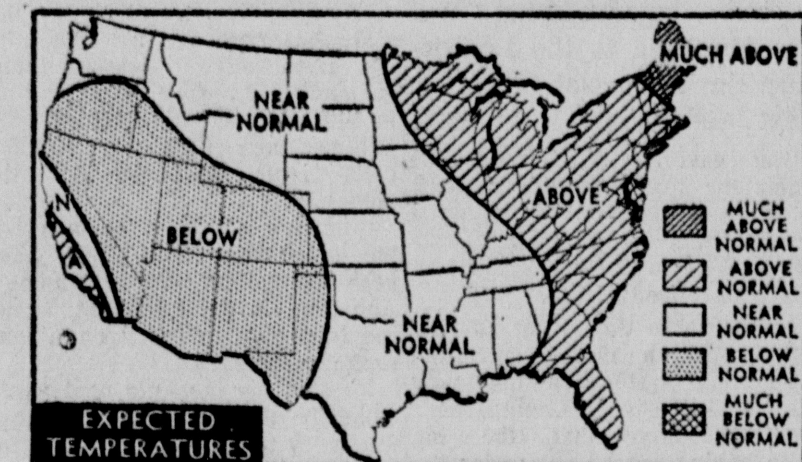 MUCH ABOVE
NEAR
NORMAL
ABOVE
N
BELOW
A
NEAR
NORMAL
MUCH
ABOVE
NORMAL
ABOVE
NORMAL
NEAR
NORMAL
BELOW
NORMAL
MUCH
BELOW
NORMAL
EXPECTED
TEMPERATURES